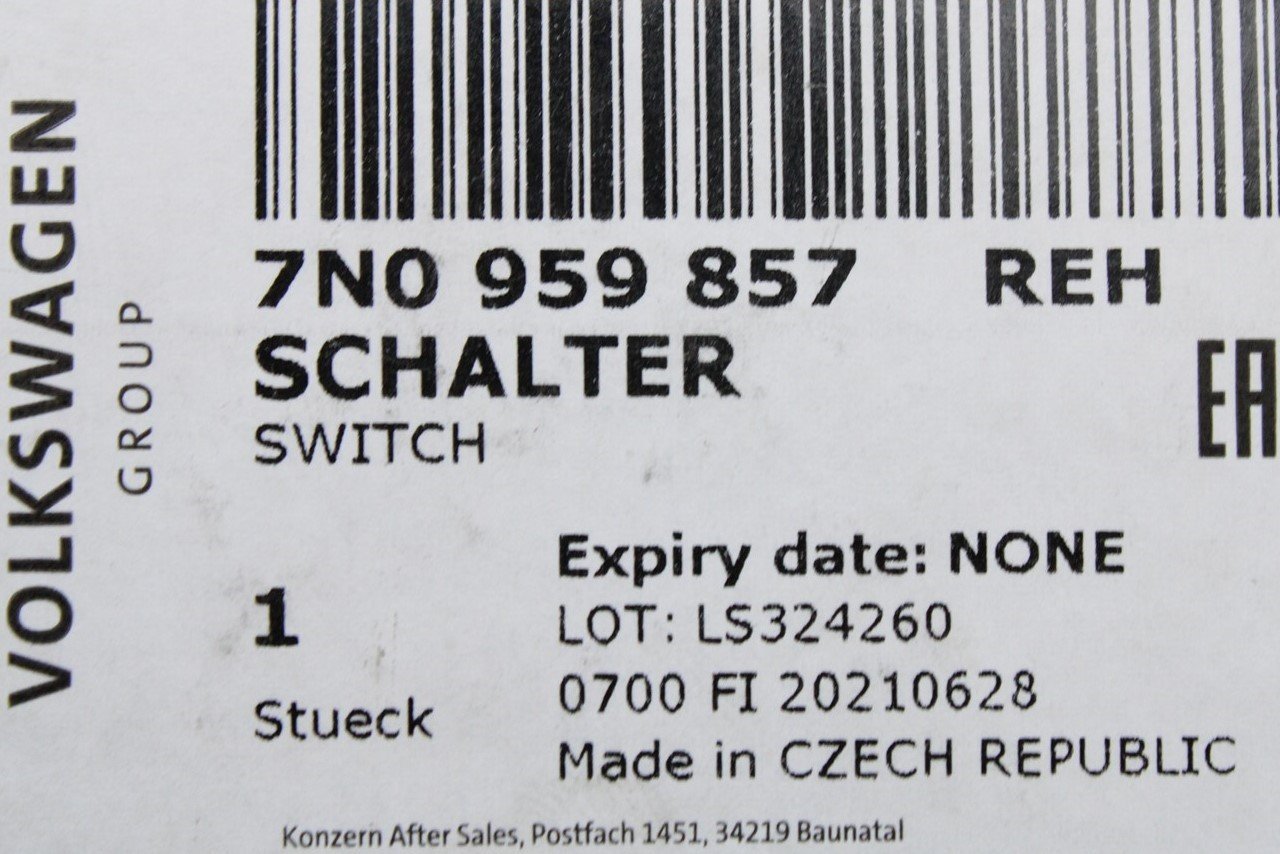 VOLKSWAGEN
GROUP
7N0 959 857 REH
SCHALTER
SWITCH
EA
Expiry date: NONE
1
LOT: LS324260
0700 FI 20210628
Stueck
Made in CZECH REPUBLIC
Konzern After Sales, Postfach 1451, 34219 Baunatal